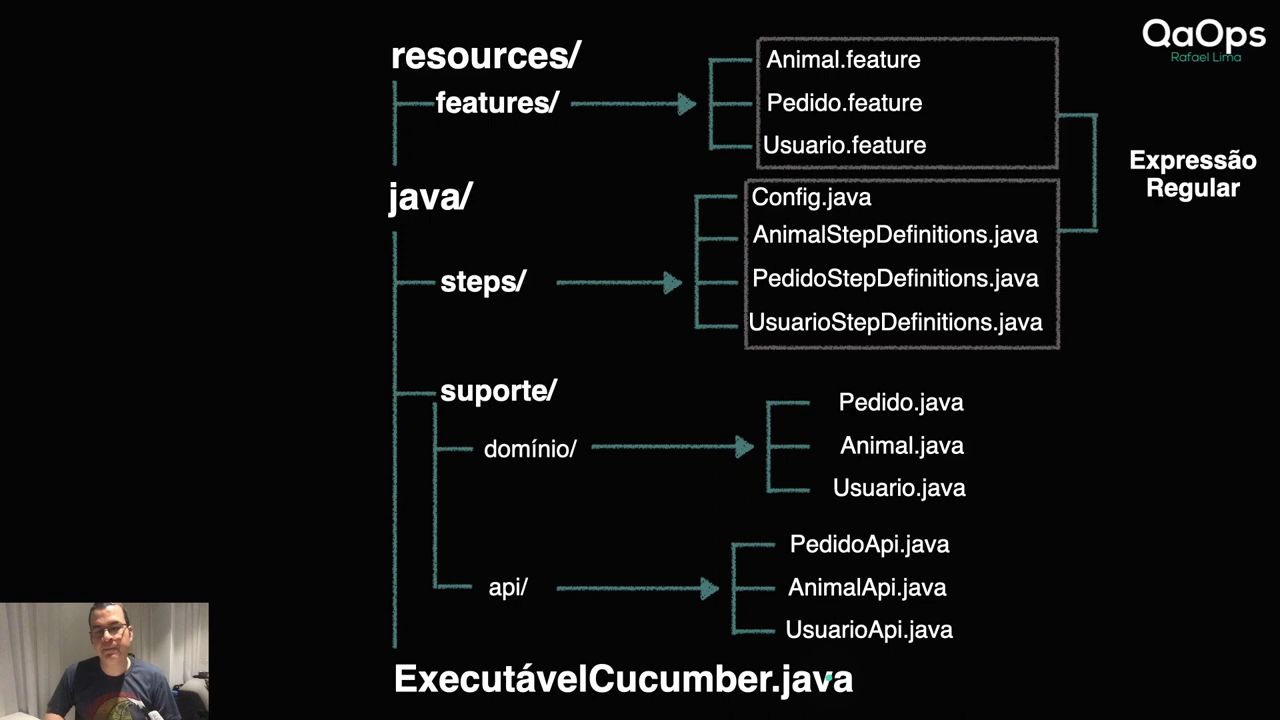 QaOps
Rafael Lima
resources/
features/
Animal.feature
Pedido.feature
Usuario.feature
Expressão
Regular
java/
steps/
Config.java
AnimalStepDefinitions.java
PedidoStepDefinitions.java
UsuarioStepDefinitions.java
suporte/
domínio/
Pedido.java
Animal.java
Usuario.java
api/
PedidoApi.java
AnimalApi.java
UsuarioApi.java
ExecutávelCucumber.java